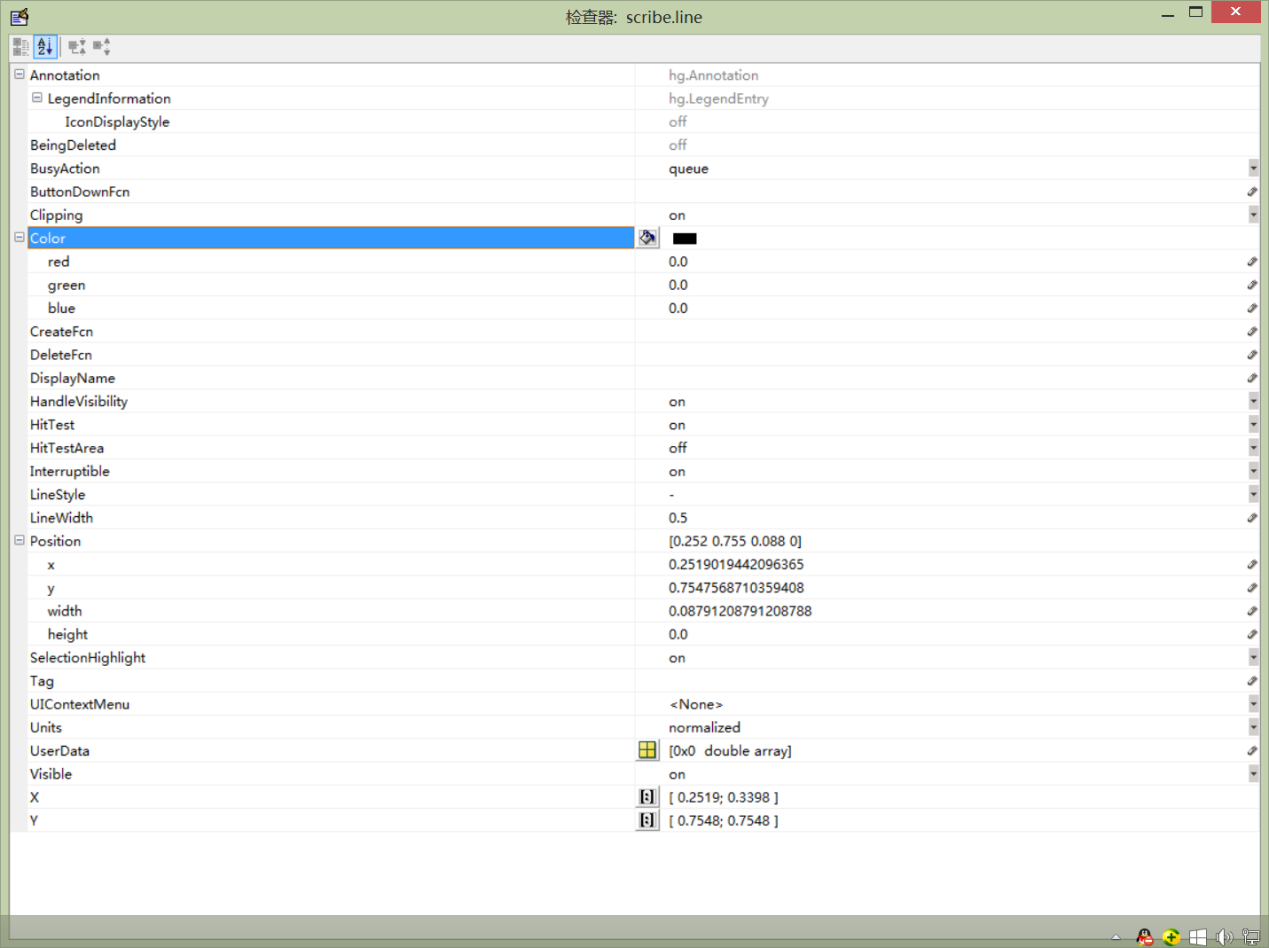 检查器: scribe.line
Annotation hg.Annotation
LegendInformation hg.LegendEntry
IconDisplayStyle off
BeingDeleted off
BusyAction queue
ButtonDownFcn
Clipping on
Color
red 0.0
green 0.0
blue 0.0
CreateFcn
DeleteFcn
DisplayName
HandleVisibility on
HitTest on
HitTestArea off
Interruptible on
LineStyle -
LineWidth 0.5
Position [0.252 0.755 0.088 0]
x 0.2519019442096365
y 0.7547568710359408
width 0.08791208791208788
height 0.0
SelectionHighlight on
Tag
UIContextMenu <None>
Units normalized
UserData [0x0 double array]
Visible on
X [ 0.2519; 0.3398 ]
Y [ 0.7548; 0.7548 ]